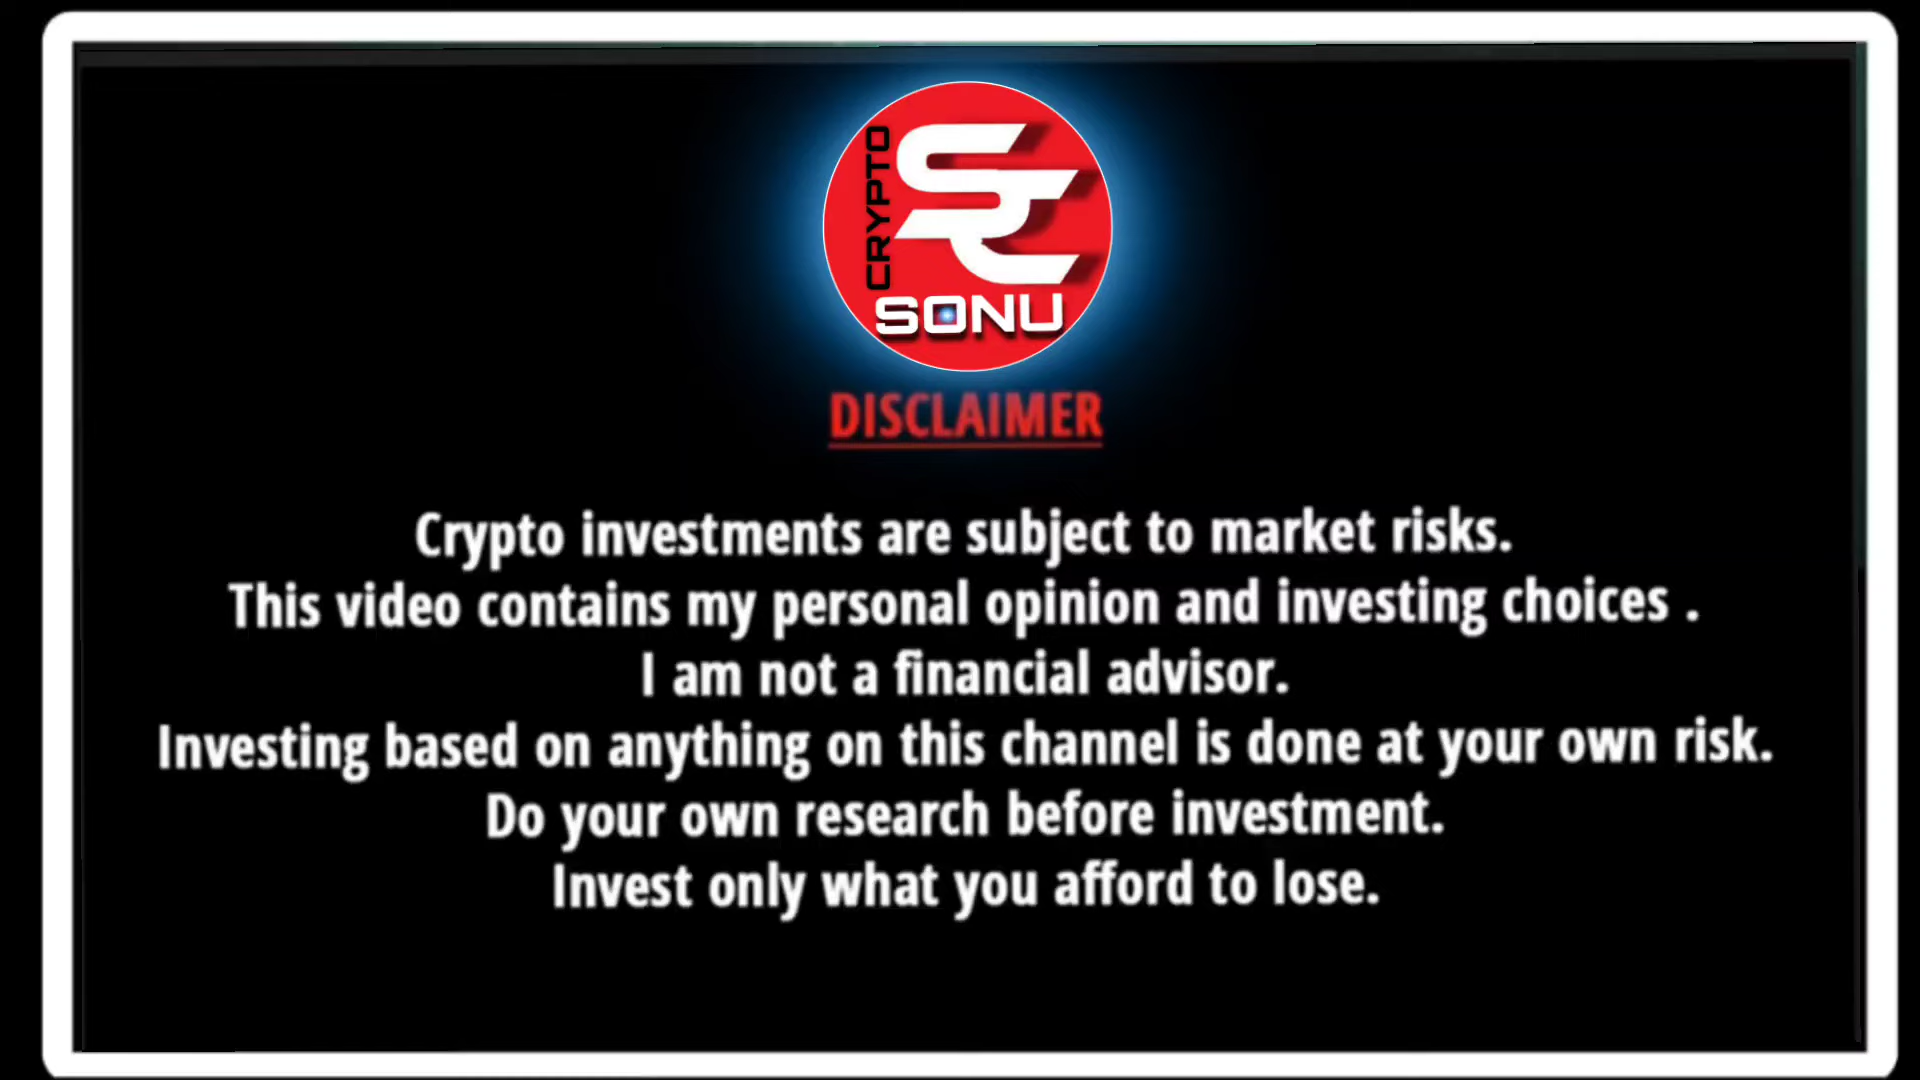 CRYPTO
SC
SONU
DISCLAIMER
Crypto investments are subject to market risks.
This video contains my personal opinion and investing choices .
I am not a financial advisor.
Investing based on anything on this channel is done at your own risk.
Do your own research before investment.
Invest only what you afford to lose.